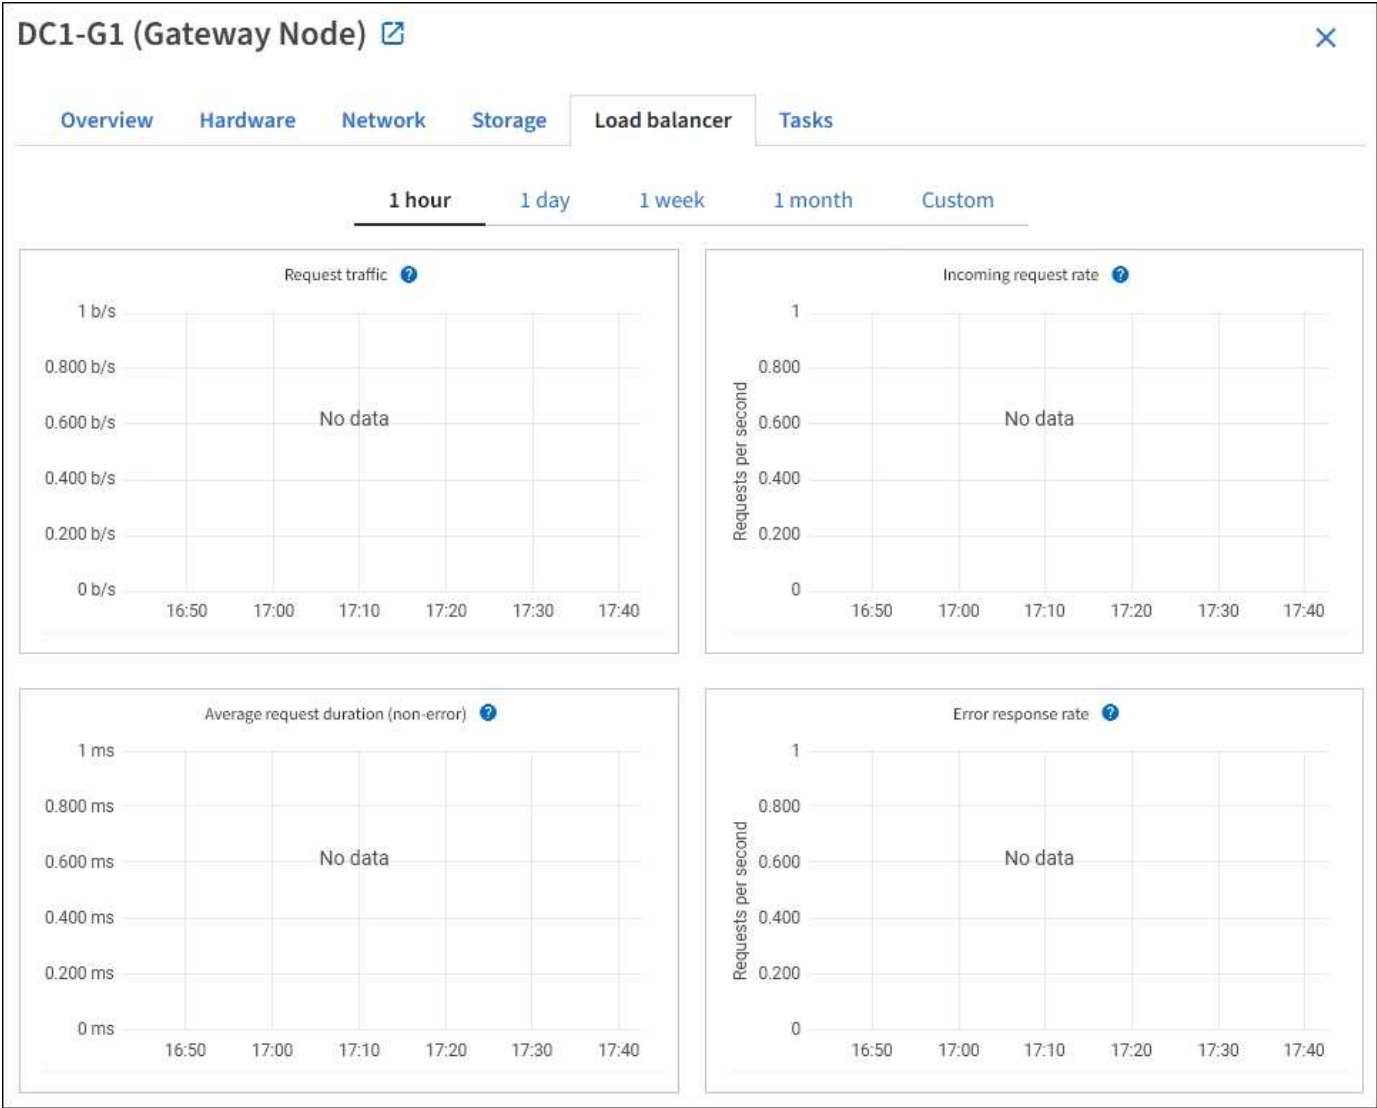 DC1-G1 (Gateway Node)
Overview Hardware Network Storage Load balancer Tasks
1 hour 1 day 1 week 1 month Custom
Request traffic
1 b/s
0.800 b/s
0.600 b/s
0.400 b/s
0.200 b/s
0 b/s
No data
16:50 17:00 17:10 17:20 17:30 17:40
Incoming request rate
Requests per second
1
0.800
0.600
0.400
0.200
0
No data
16:50 17:00 17:10 17:20 17:30 17:40
Average request duration (non-error)
1 ms
0.800 ms
0.600 ms
0.400 ms
0.200 ms
0 ms
No data
16:50 17:00 17:10 17:20 17:30 17:40
Error response rate
Requests per second
1
0.800
0.600
0.400
0.200
0
No data
16:50 17:00 17:10 17:20 17:30 17:40